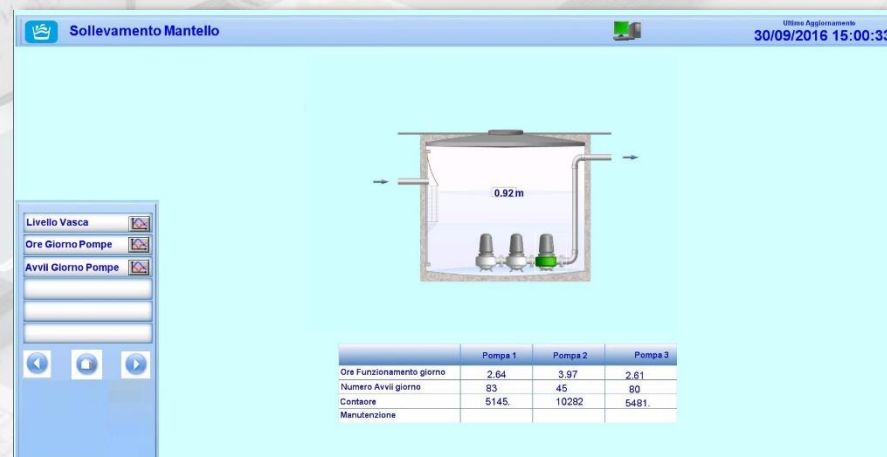 Sollevamento Mantello
Ultimo Aggiornamento
30/09/2016 15:00:33
0.92 m
Livello Vasca
Ore Giorno Pompe
Avvii Giorno Pompe
Pompa 1 Pompa 2 Pompa 3
Ore Funzionamento giorno 2.64 3.97 2.61
Numero Avvii giorno 83 45 80
Contaore 5145. 10282 5481.
Manutenzione